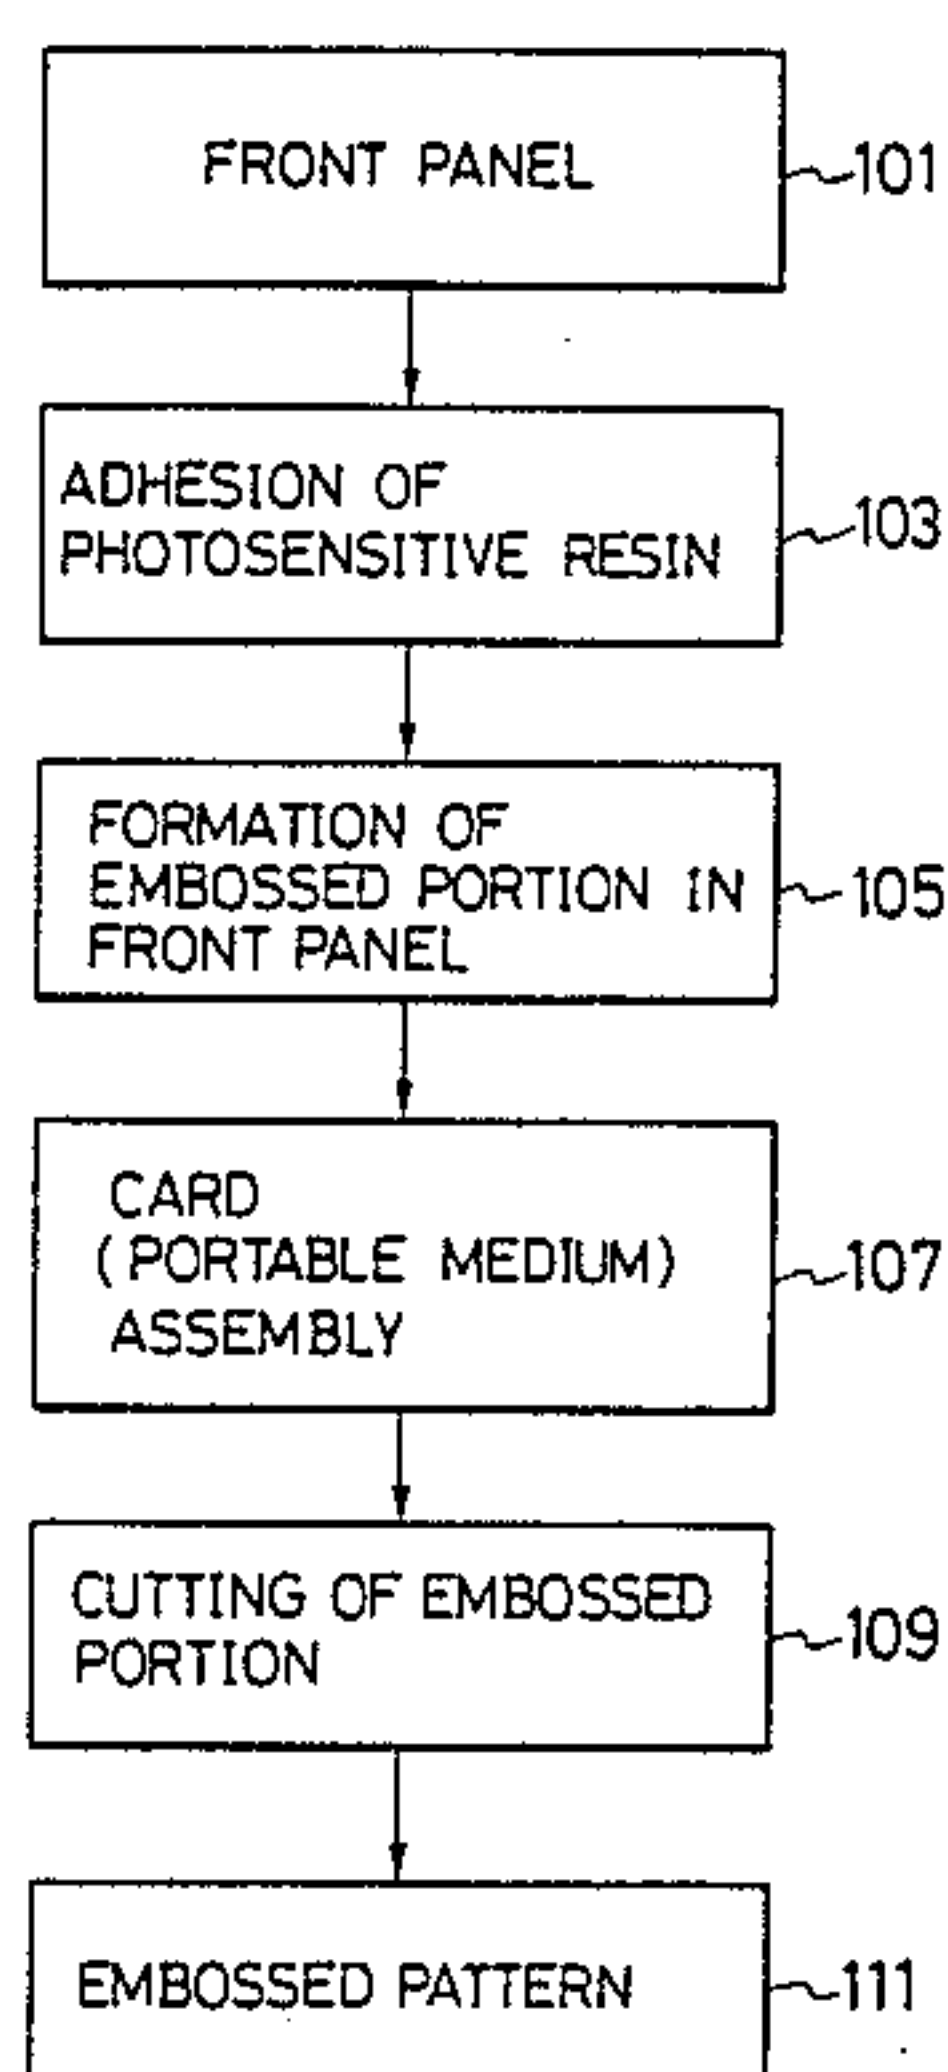 FRONT PANEL
101
ADHESION OF
PHOTOSENSITIVE RESIN
103
FORMATION OF
EMBOSSED PORTION IN
FRONT PANEL
105
CARD
(PORTABLE MEDIUM)
ASSEMBLY
107
CUTTING OF EMBOSSED
PORTION
109
EMBOSSED PATTERN
111